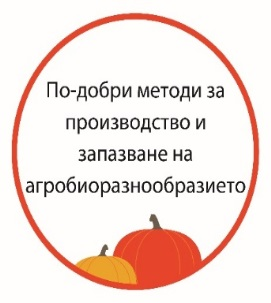 По-добри методи за
производство и
запазване на
агробиоразнообразието